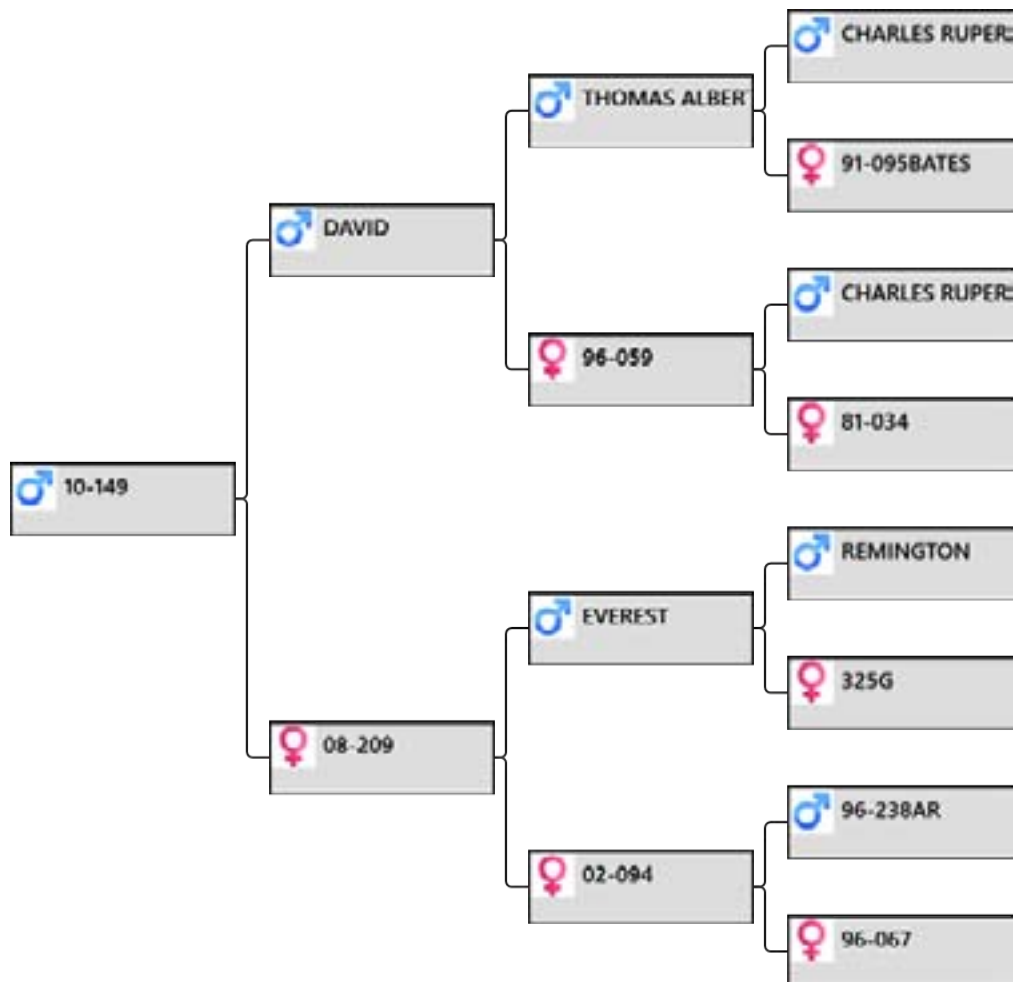 CHARLES RUPER
THOMAS ALBER
91-095BATES
DAVID
CHARLES RUPER
96-059
81-034
10-149
REMINGTON
EVEREST
325G
08-209
96-238AR
02-094
96-067